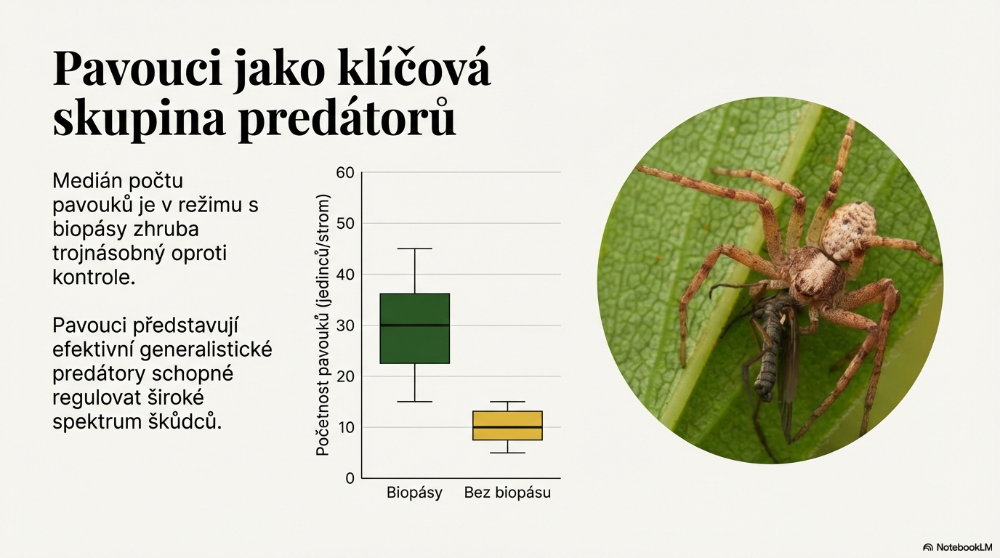 Pavouci jako klíčová
skupina predátorů
Medián počtu
pavouků je v režimu s
biopásy zhruba
trojnásobný oproti
kontrole.
Pavouci představují
efektivní generalistické
predátory schopné
regulovat široké
spektrum škůdců.
Početnost pavouků (jedinců/strom)
60
50
40
30
20
10
0
Biopásy
Bez biopásu
NotebookLM